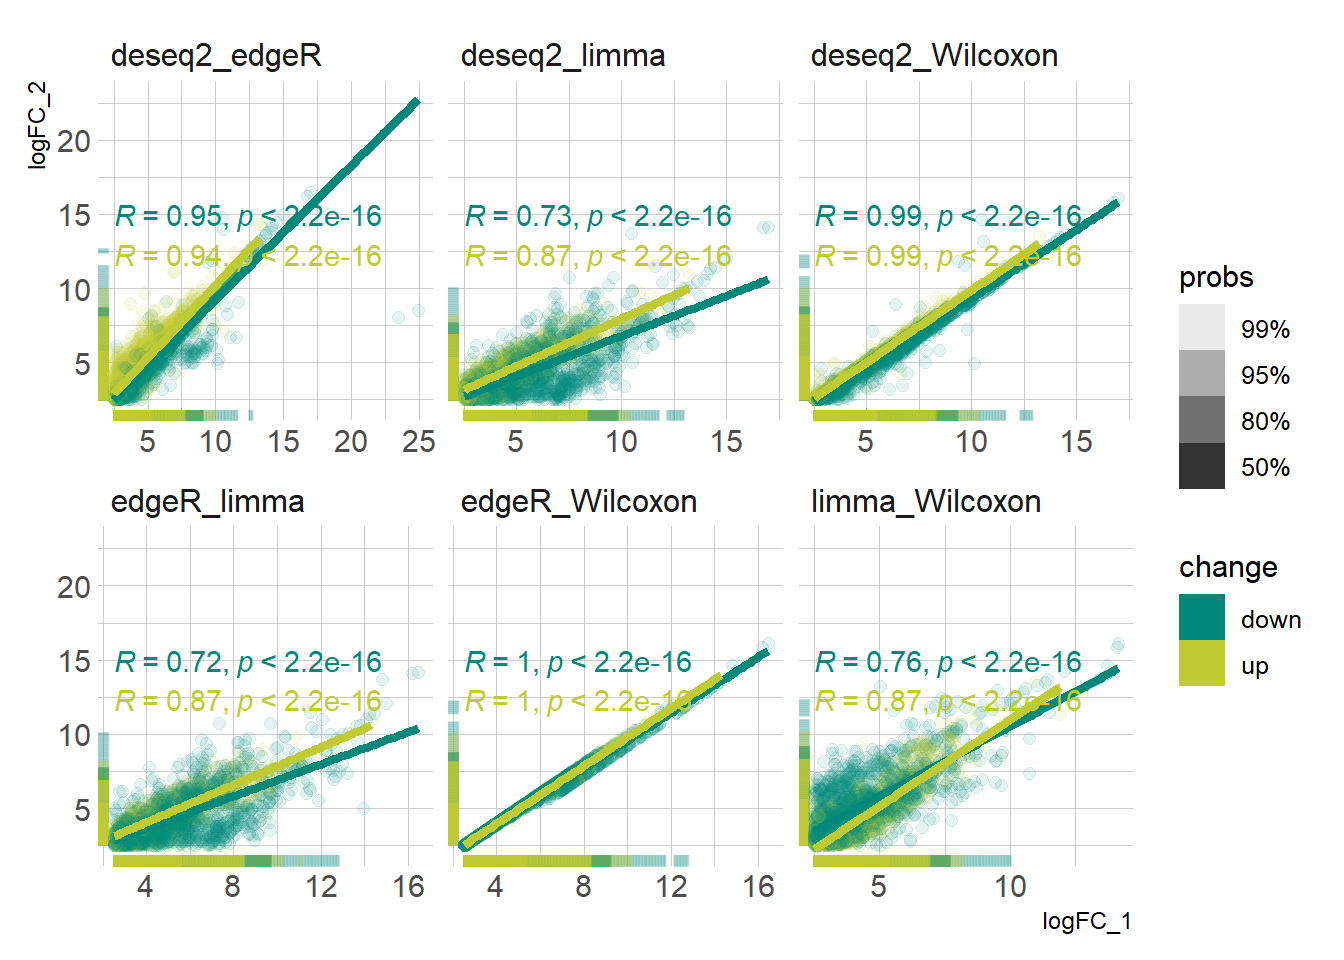 deseq2_edgeR
deseq2_limma
deseq2_Wilcoxon
logFC_2
20
15
10
5
R = 0.95, p < 2.2e-16
R = 0.94, p < 2.2e-16
R = 0.73, p < 2.2e-16
R = 0.87, p < 2.2e-16
R = 0.99, p < 2.2e-16
R = 0.99, p < 2.2e-16
5 10 15 20 25
5 10 15
5 10 15
edgeR_limma
edgeR_Wilcoxon
limma_Wilcoxon
20
15
10
5
R = 0.72, p < 2.2e-16
R = 0.87, p < 2.2e-16
R = 1, p < 2.2e-16
R = 1, p < 2.2e-16
R = 0.76, p < 2.2e-16
R = 0.87, p < 2.2e-16
4 8 12 16
4 8 12 16
5 10
logFC_1
probs
99%
95%
80%
50%
change
down
up